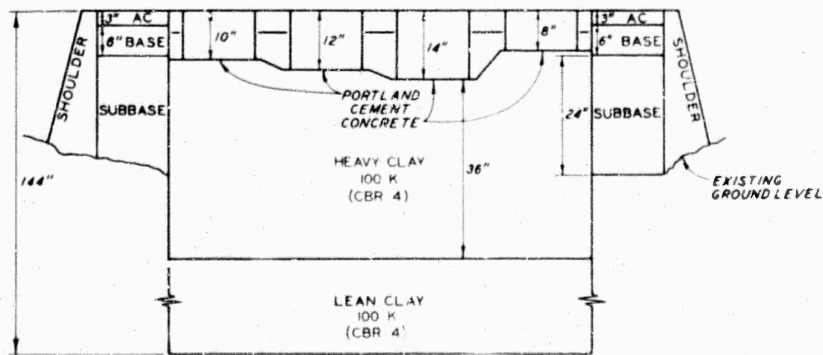 3" AC
6" BASE
SHOULDER
SUBBASE
144"
10"
12"
14"
8"
PORTLAND
CEMENT
CONCRETE
HEAVY CLAY
100 K
(CBR 4)
36"
24"
3" AC
6" BASE
SUBBASE
SHOULDER
EXISTING
GROUND LEVEL
LEAN CLAY
100 K
(CBR 4)